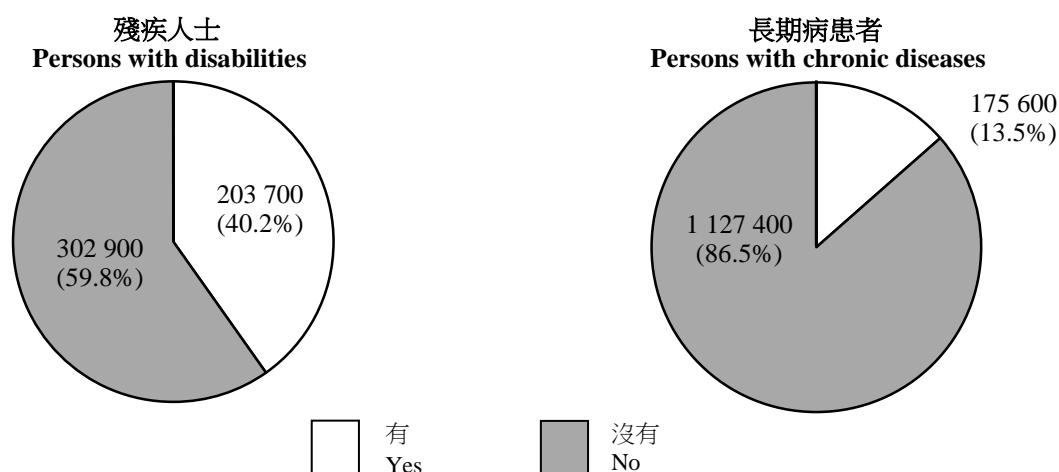 殘疾人士
Persons with disabilities
203 700
(40.2%)
302 900
(59.8%)
長期病患者
Persons with chronic diseases
175 600
(13.5%)
1 127 400
(86.5%)
有
Yes
沒有
No